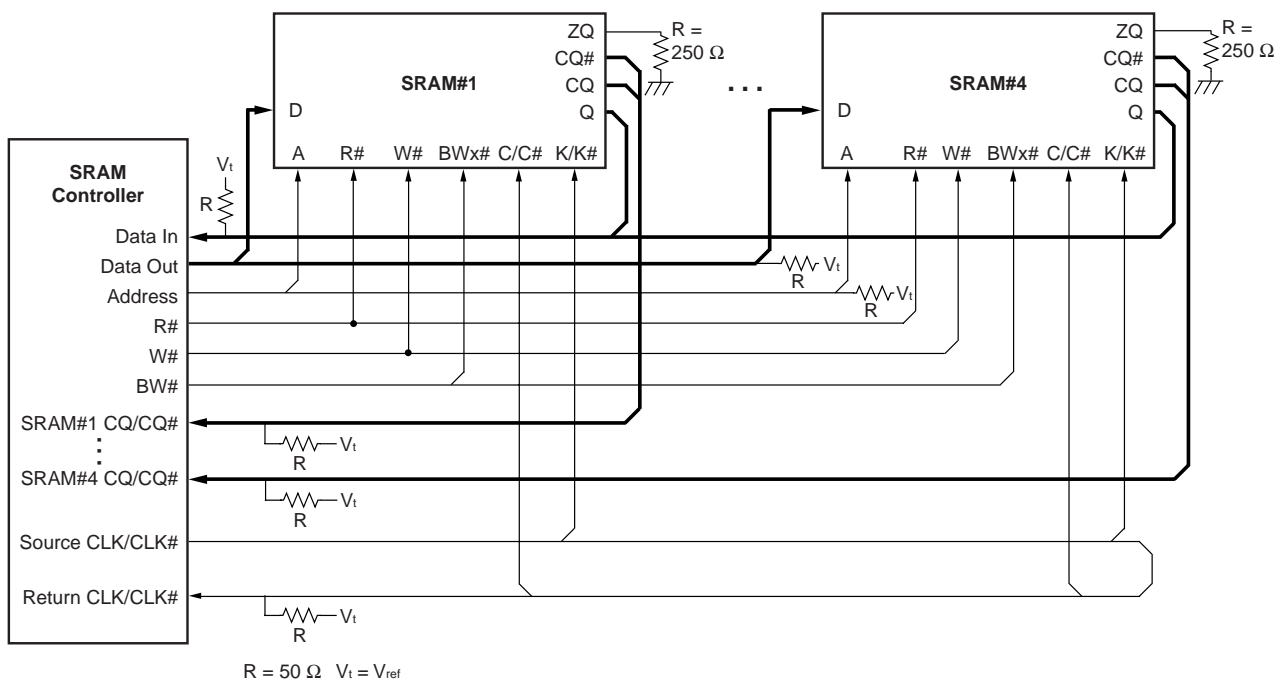 ZQ
R =
250 Ω
CQ#
SRAM#1
CQ
D
Q
A R# W# BWx# C/C# K/K#
. . .
ZQ
R =
250 Ω
CQ#
SRAM#4
CQ
D
Q
A R# W# BWx# C/C# K/K#
SRAM
Controller
Vt
R
Data In
Data Out
Vt
R
Address
Vt
R
R#
W#
BW#
SRAM#1 CQ/CQ#
Vt
R
SRAM#4 CQ/CQ#
Vt
R
Source CLK/CLK#
Return CLK/CLK#
Vt
R
R = 50 Ω Vt = Vref